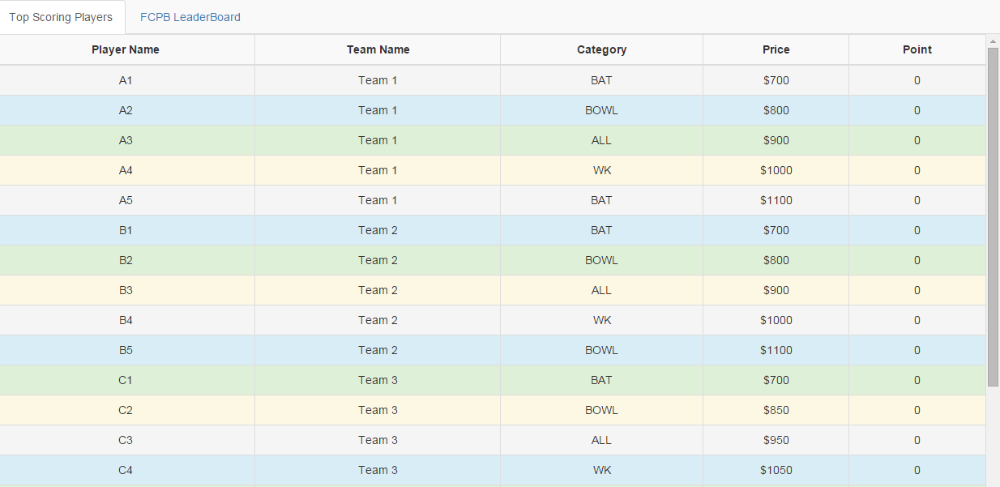 Top Scoring Players FCPB LeaderBoard
Player Name Team Name Category Price Point
A1 Team 1 BAT $700 0
A2 Team 1 BOWL $800 0
A3 Team 1 ALL $900 0
A4 Team 1 WK $1000 0
A5 Team 1 BAT $1100 0
B1 Team 2 BAT $700 0
B2 Team 2 BOWL $800 0
B3 Team 2 ALL $900 0
B4 Team 2 WK $1000 0
B5 Team 2 BOWL $1100 0
C1 Team 3 BAT $700 0
C2 Team 3 BOWL $850 0
C3 Team 3 ALL $950 0
C4 Team 3 WK $1050 0